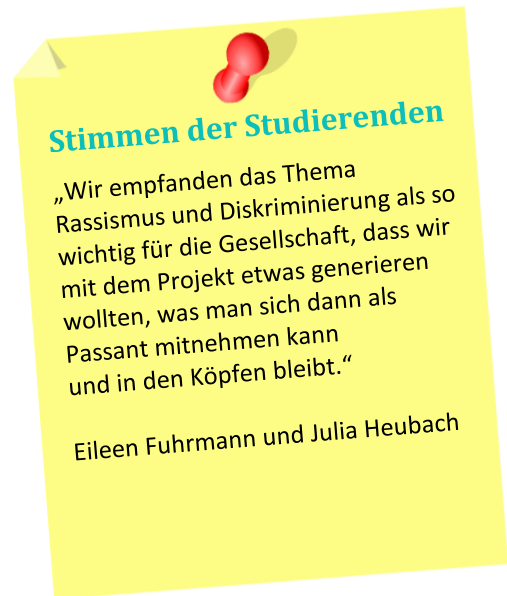 Stimmen der Studierenden
„Wir empfanden das Thema
Rassismus und Diskriminierung als so
wichtig für die Gesellschaft, dass wir
mit dem Projekt etwas generieren
wollten, was man sich dann als
Passant mitnehmen kann
und in den Köpfen bleibt.“
Eileen Fuhrmann und Julia Heubach